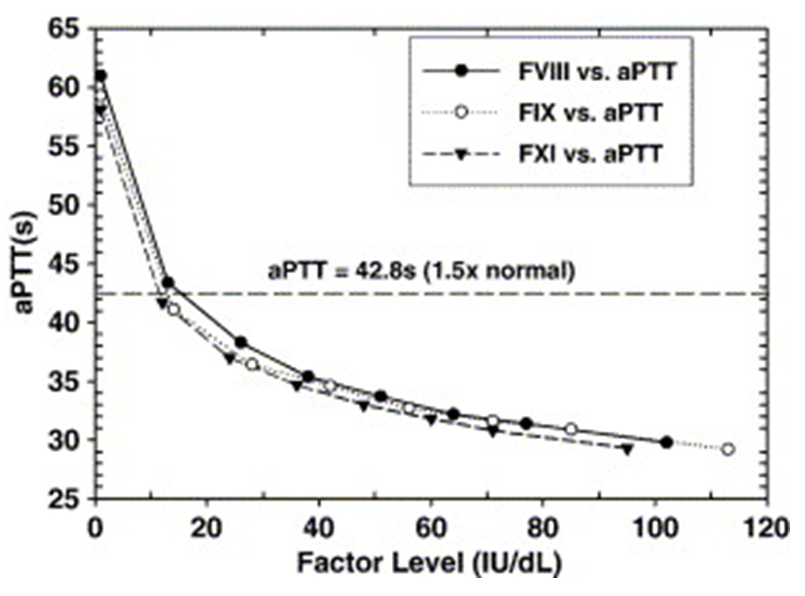 65
60
55
50
45
40
35
30
25
aPTT(s)
FVIII vs. aPTT
FIX vs. aPTT
FXI vs. aPTT
aPTT = 42.8s (1.5x normal)
0 20 40 60 80 100 120
Factor Level (IU/dL)